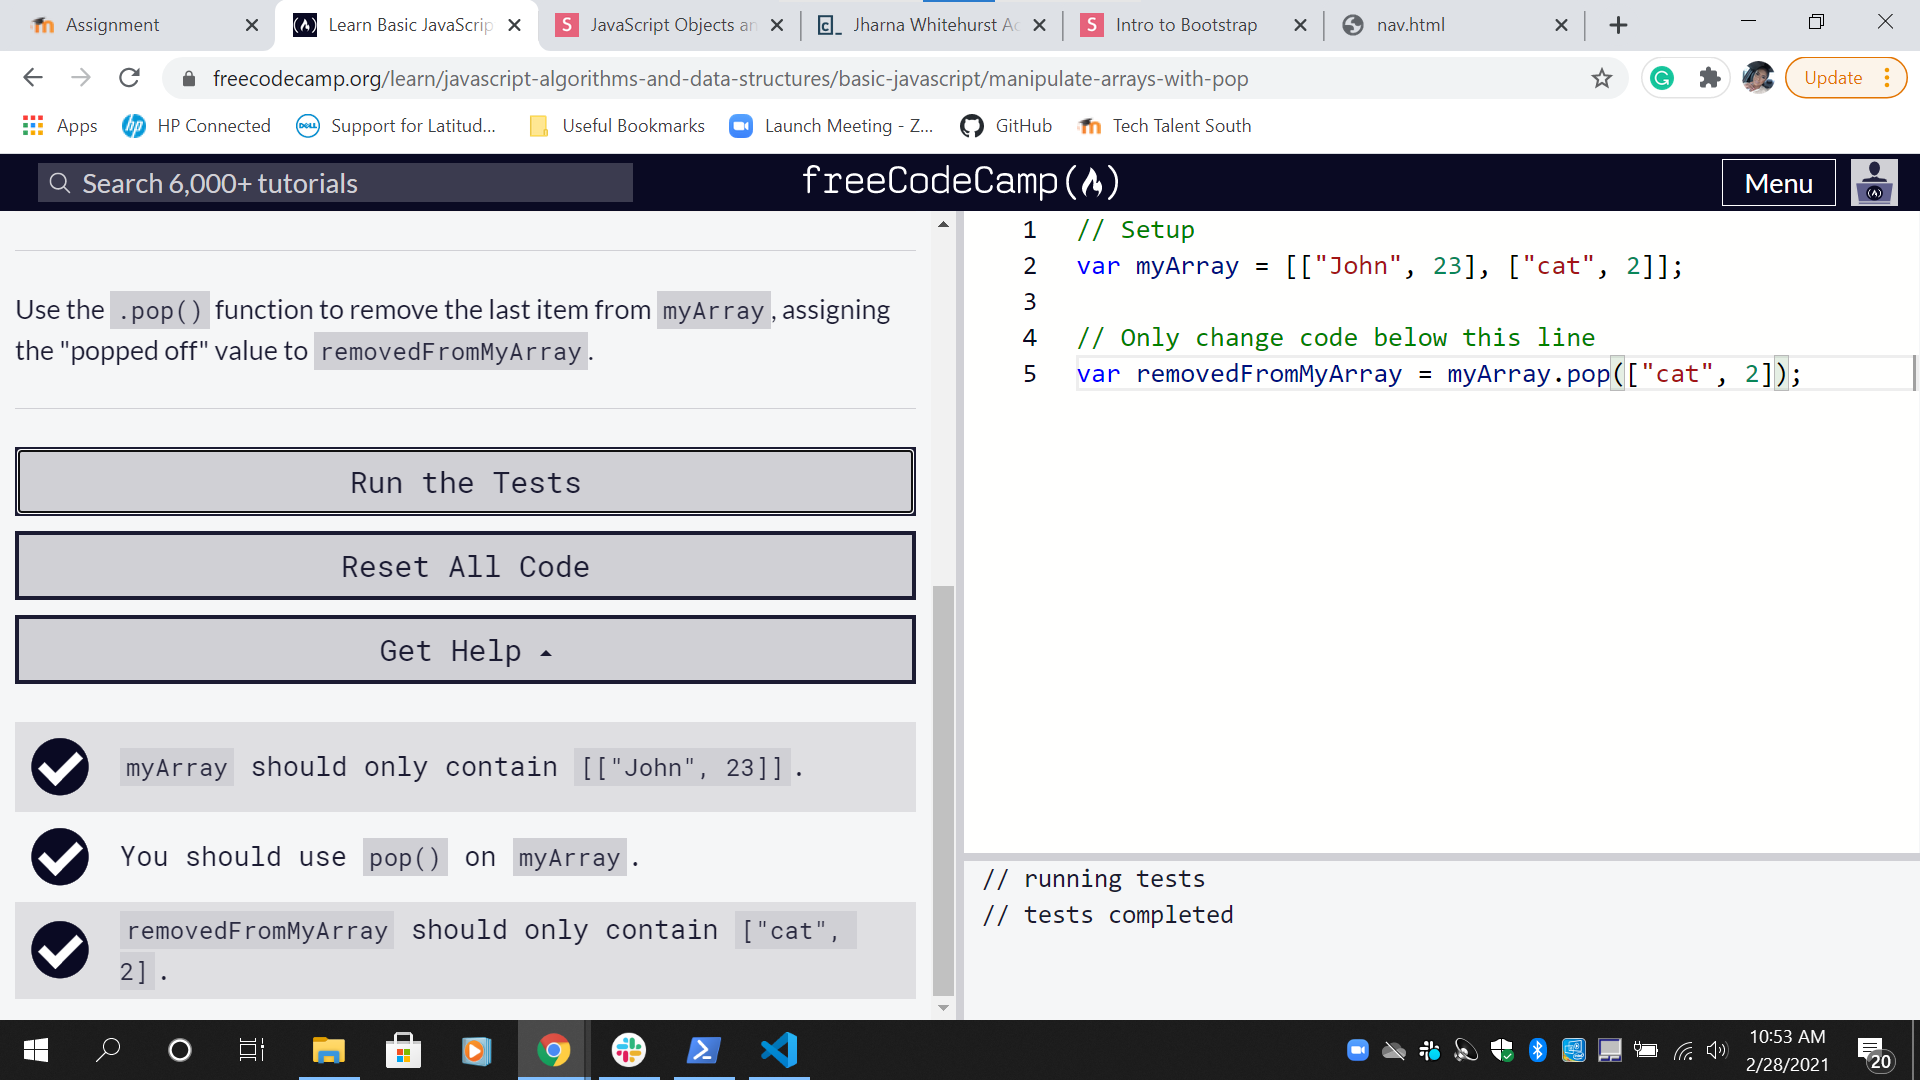 Assignment
Learn Basic JavaScrip
JavaScript Objects an
Jharna Whitehurst Ac
Intro to Bootstrap
nav.html
freecodecamp.org/learn/javascript-algorithms-and-data-structures/basic-javascript/manipulate-arrays-with-pop
Update
Apps
HP Connected
Support for Latitud...
Useful Bookmarks
Launch Meeting - Z...
GitHub
Tech Talent South
Search 6,000+ tutorials
freeCodeCamp
Menu
Use the .pop() function to remove the last item from myArray, assigning
the "popped off" value to removedFromMyArray.
Run the Tests
Reset All Code
Get Help
myArray should only contain [["John", 23]].
You should use pop() on myArray.
removedFromMyArray should only contain ["cat",
2].
1 // Setup
2 var myArray = [["John", 23], ["cat", 2]];
3
4 // Only change code below this line
5 var removedFromMyArray = myArray.pop(["cat", 2]);
// running tests
// tests completed
10:53 AM
2/28/2021
20